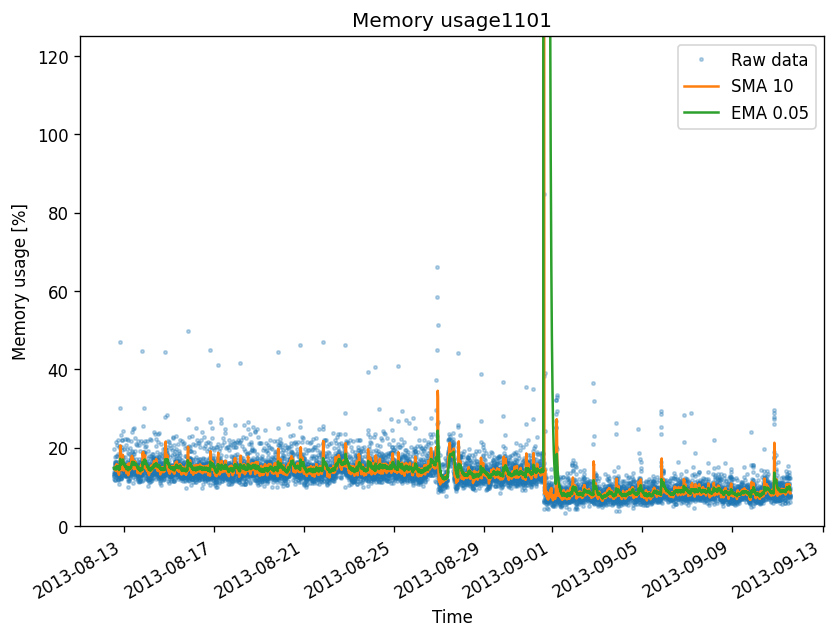 Memory usage1101
Raw data
SMA 10
EMA 0.05
Memory usage [%]
120
100
80
60
40
20
0
2013-08-13
2013-08-17
2013-08-21
2013-08-25
2013-08-29
2013-09-01
2013-09-05
2013-09-09
2013-09-13
Time